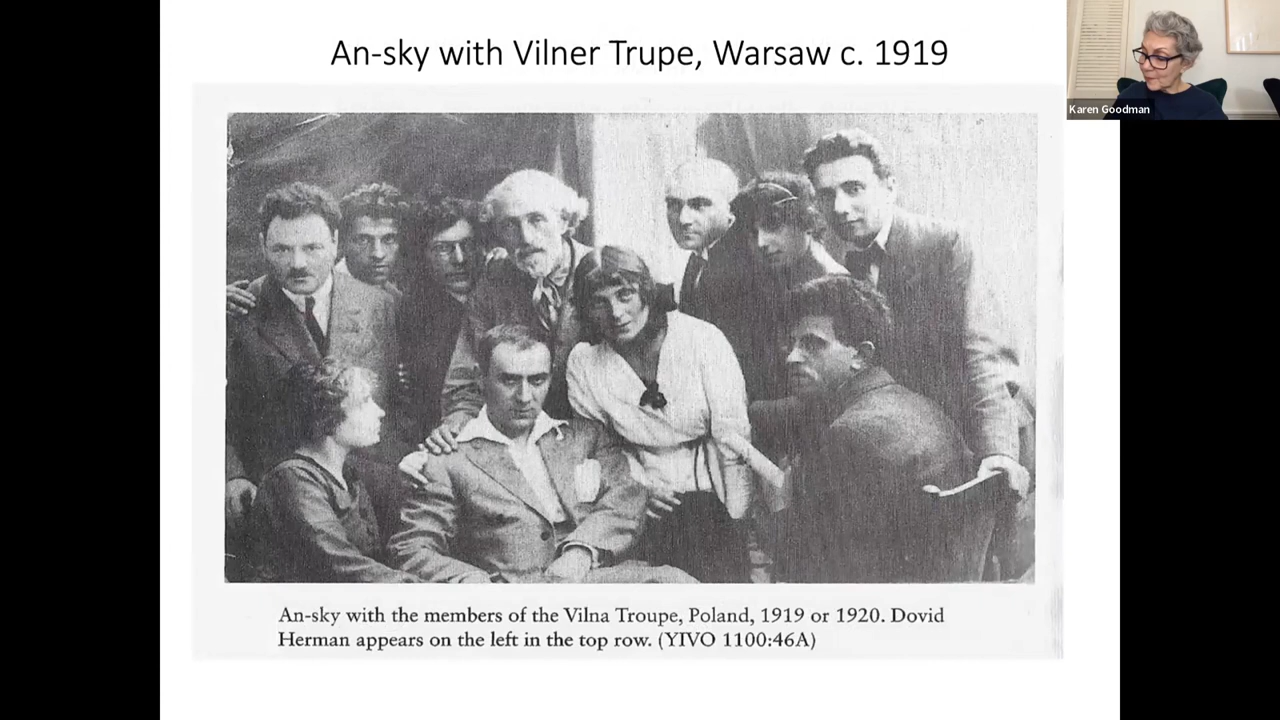 An-sky with Vilner Trupe, Warsaw c. 1919
Karen Goodman
An-sky with the members of the Vilna Troupe, Poland, 1919 or 1920. Dovid
Herman appears on the left in the top row. (YIVO 1100:46A)